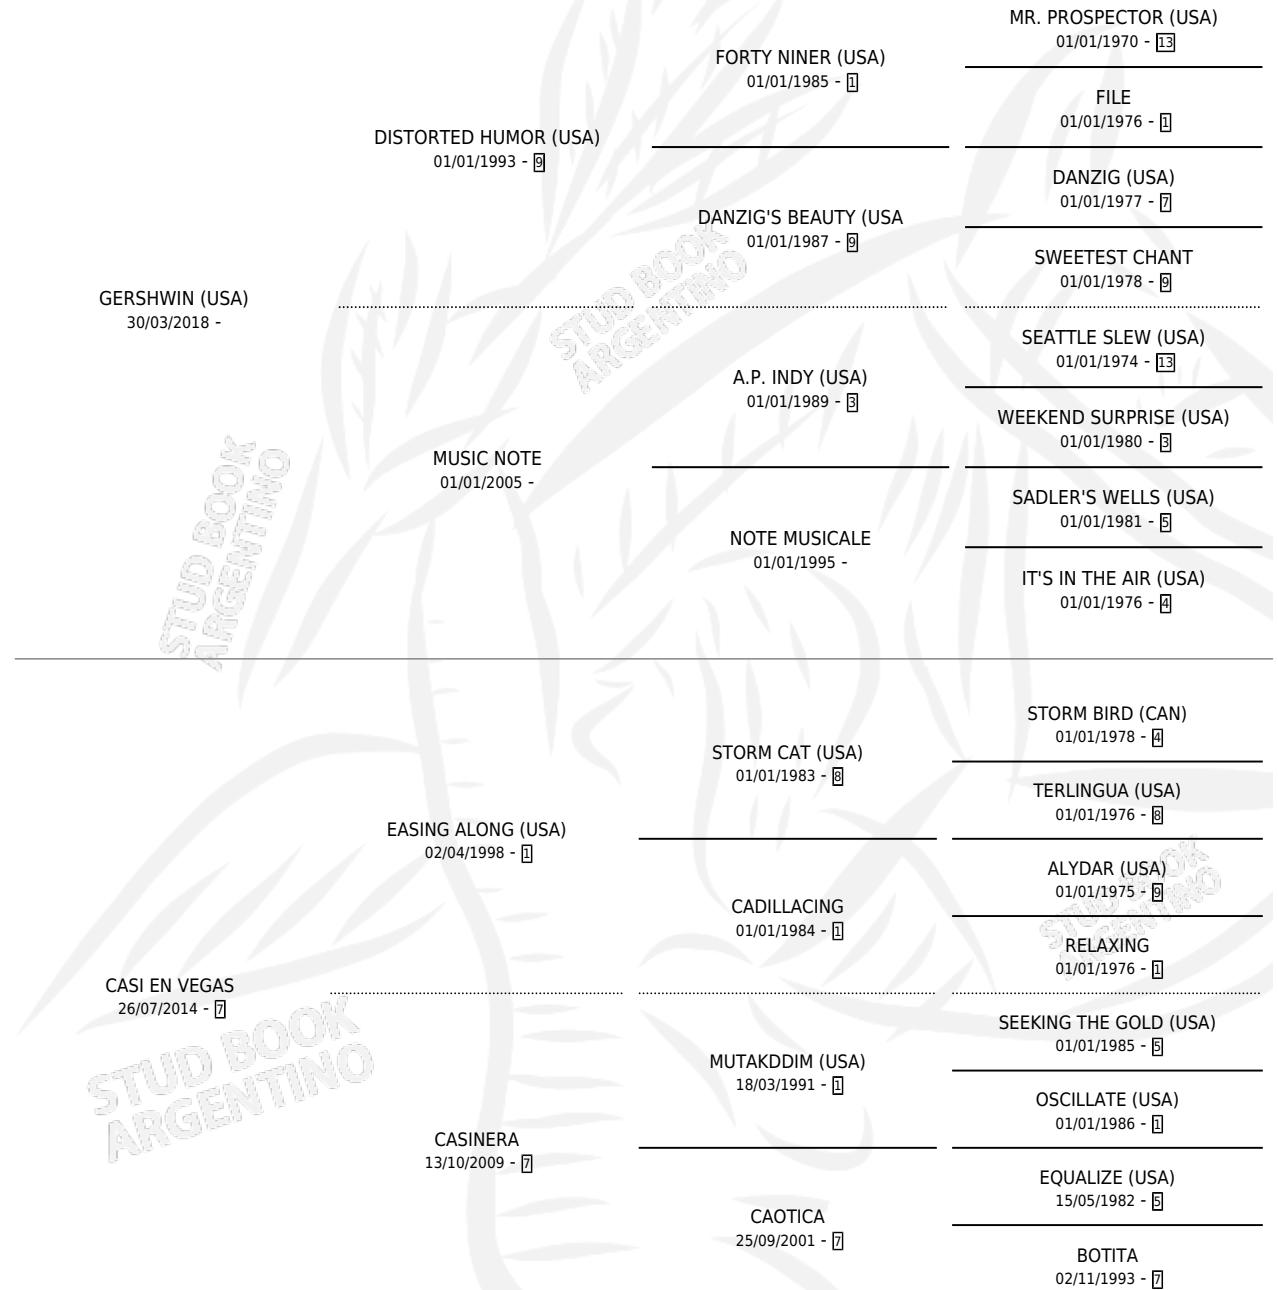 MR. PROSPECTOR (USA)
01/01/1970 - 13
FORTY NINER (USA)
01/01/1985 - 1
FILE
01/01/1976 - 1
DISTORTED HUMOR (USA)
01/01/1993 - 9
DANZIG (USA)
01/01/1977 - 7
DANZIG'S BEAUTY (USA
01/01/1987 - 9
SWEETEST CHANT
01/01/1978 - 9
GERSHWIN (USA)
30/03/2018 -
SEATTLE SLEW (USA)
01/01/1974 - 13
A.P. INDY (USA)
01/01/1989 - 3
WEEKEND SURPRISE (USA)
01/01/1980 - 3
MUSIC NOTE
01/01/2005 -
SADLER'S WELLS (USA)
01/01/1981 - 5
NOTE MUSICALE
01/01/1995 -
IT'S IN THE AIR (USA)
01/01/1976 - 4
STORM BIRD (CAN)
01/01/1978 - 4
STORM CAT (USA)
01/01/1983 - 8
TERLINGUA (USA)
01/01/1976 - 8
EASING ALONG (USA)
02/04/1998 - 1
ALYDAR (USA)
01/01/1975 - 9
CADILLACING
01/01/1984 - 1
RELAXING
01/01/1976 - 1
CASI EN VEGAS
26/07/2014 - 7
SEEKING THE GOLD (USA)
01/01/1985 - 5
MUTAKDDIM (USA)
18/03/1991 - 1
OSCILLATE (USA)
01/01/1986 - 1
CASINERA
13/10/2009 - 7
EQUALIZE (USA)
15/05/1982 - 5
CAOTICA
25/09/2001 - 7
BOTITA
02/11/1993 - 7
STUD BOOK
ARGENTINO
STUD BOOK
ARGENTINO
STUD BOOK
ARGENTINO
STUD BOOK
ARGENTINO